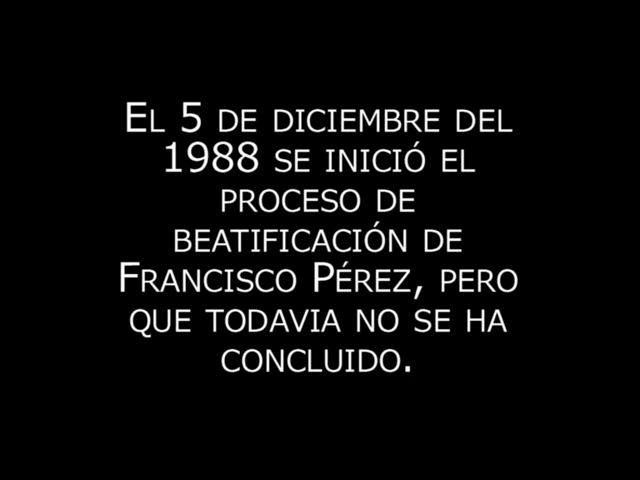 El 5 de diciembre del
1988 se inició el
proceso de
beatificación de
Francisco Pérez, pero
que todavia no se ha
concluido.